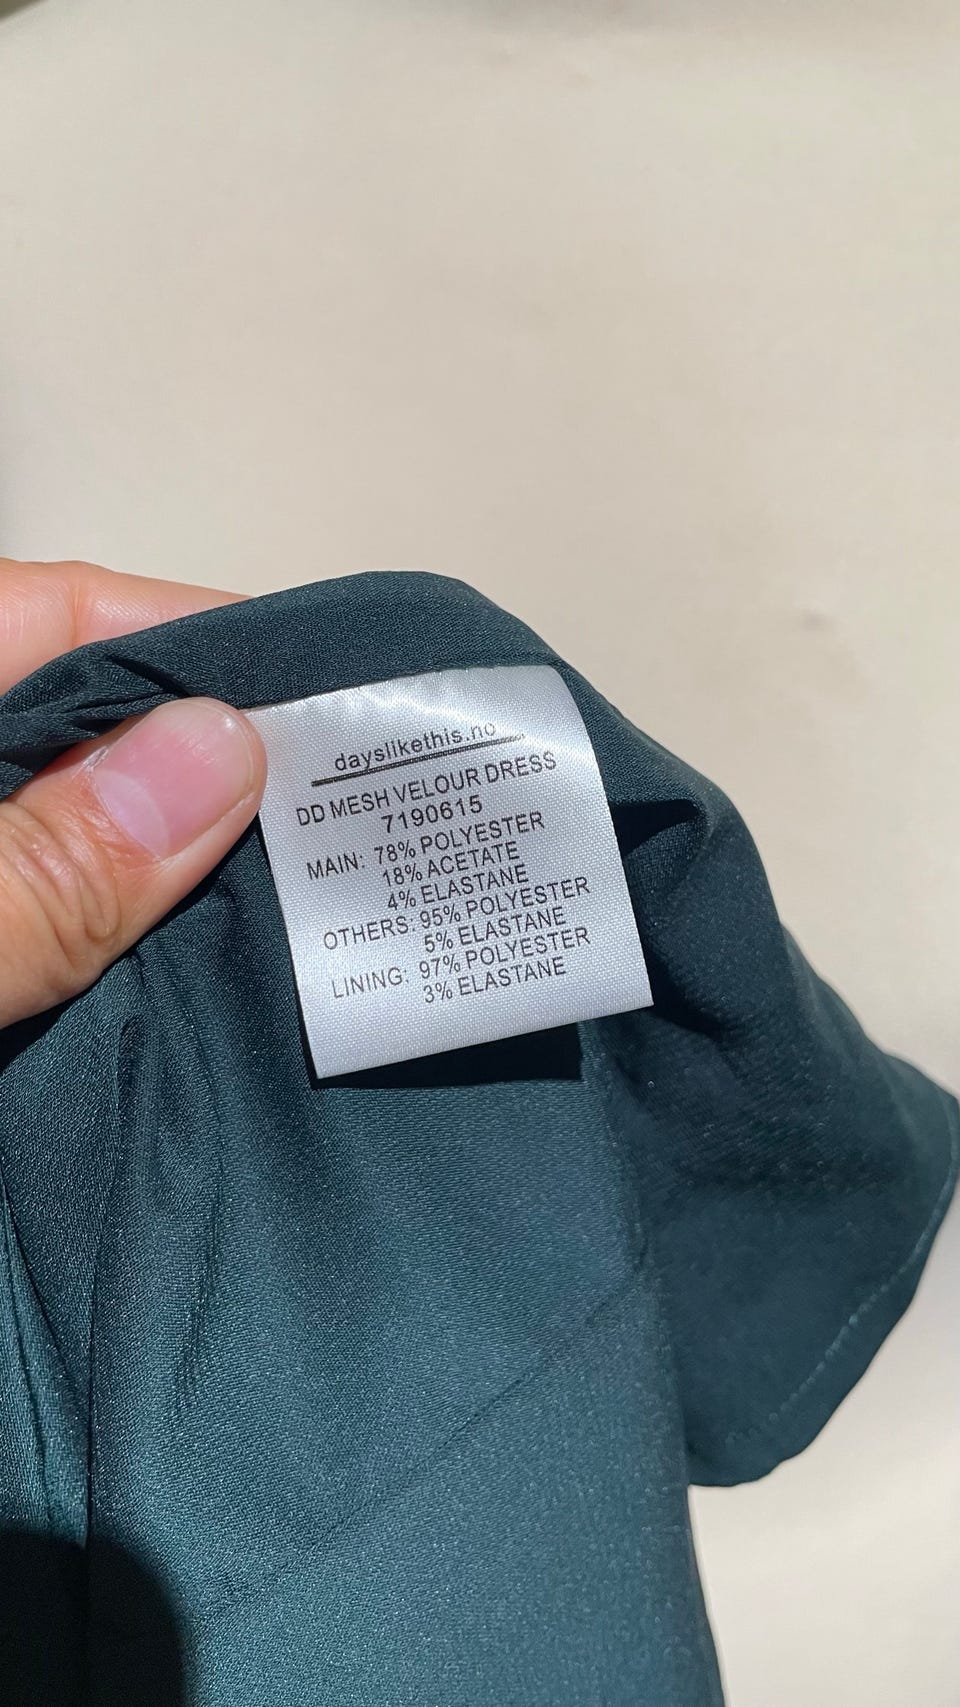 dayslikethis.no
DD MESH VELOUR DRESS
7190615
MAIN: 78% POLYESTER
18% ACETATE
4% ELASTANE
OTHERS: 95% POLYESTER
5% ELASTANE
LINING: 97% POLYESTER
3% ELASTANE